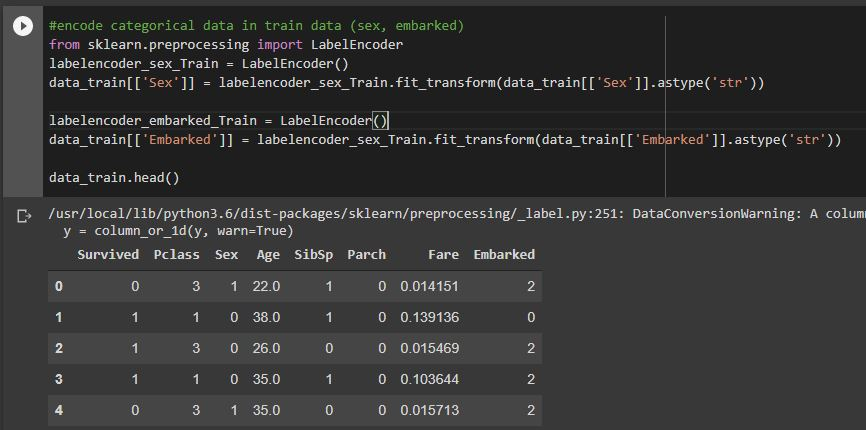 #encode categorical data in train data (sex, embarked)
from sklearn.preprocessing import LabelEncoder
labelencoder_sex_Train = LabelEncoder()
data_train[['Sex']] = labelencoder_sex_Train.fit_transform(data_train[['Sex']].astype('str'))
labelencoder_embarked_Train = LabelEncoder()
data_train[['Embarked']] = labelencoder_sex_Train.fit_transform(data_train[['Embarked']].astype('str'))
data_train.head()
/usr/local/lib/python3.6/dist-packages/sklearn/preprocessing/_label.py:251: DataConversionWarning: A colum
y = column_or_1d(y, warn=True)
Survived Pclass Sex Age SibSp Parch Fare Embarked
0 0 3 1 22.0 1 0 0.014151 2
1 1 1 0 38.0 1 0 0.139136 0
2 1 3 0 26.0 0 0 0.015469 2
3 1 1 0 35.0 1 0 0.103644 2
4 0 3 1 35.0 0 0 0.015713 2